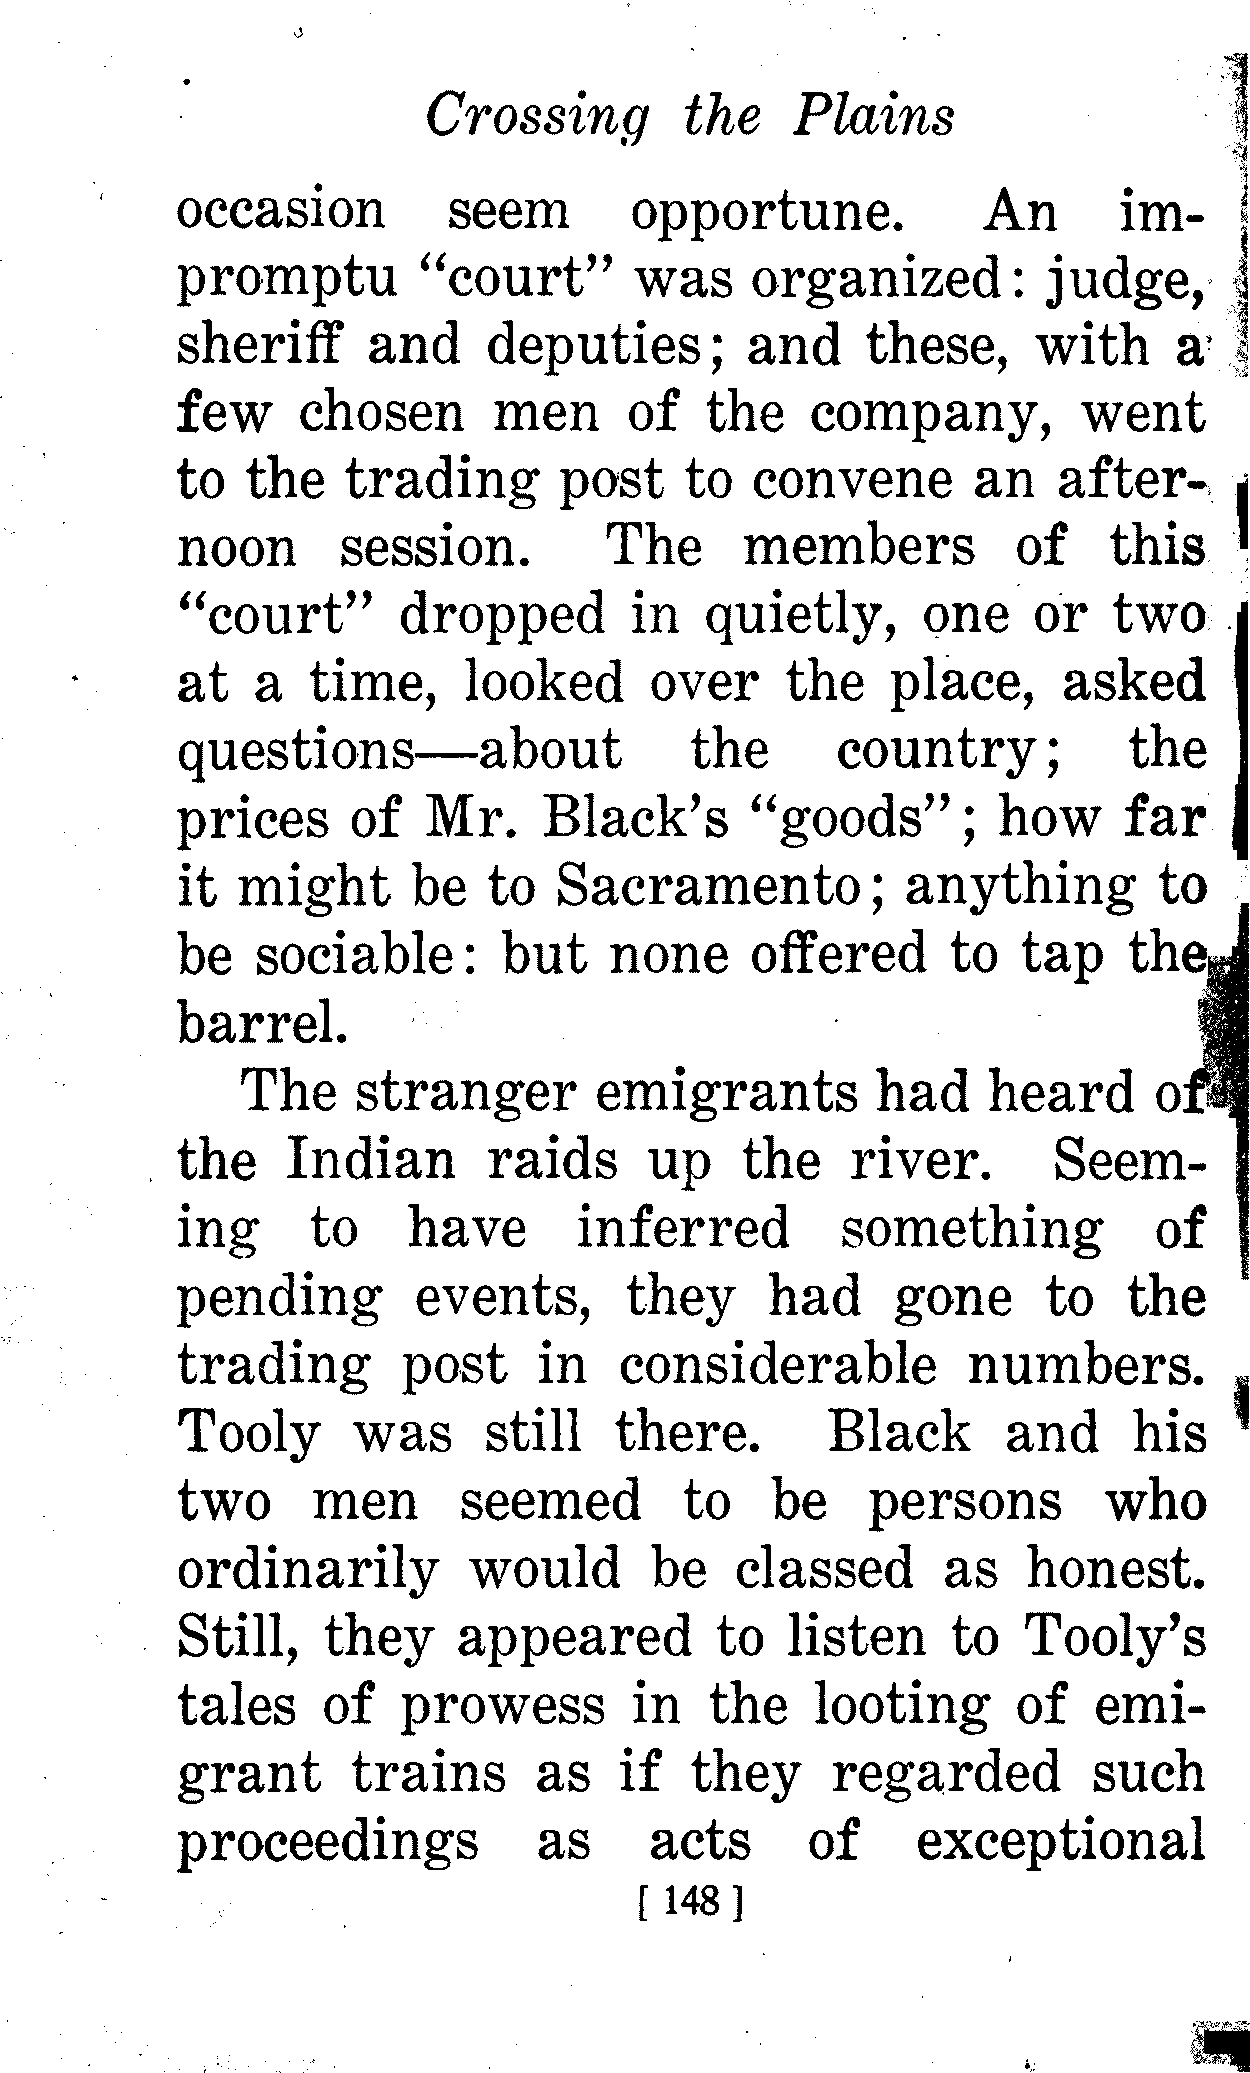 Crossing the Plains
occasion seem opportune. An im-
promptu “court” was organized: judge,
sheriff and deputies; and these, with a
few chosen men of the company, went
to the trading post to convene an after-
noon session. The members of this
“court” dropped in quietly, one or two
at a time, looked over the place, asked
questions—about the country; the
prices of Mr. Black’s “goods”; how far
it might be to Sacramento; anything to
be sociable: but none offered to tap the
barrel.
The stranger emigrants had heard of
the Indian raids up the river. Seem-
ing to have inferred something of
pending events, they had gone to the
trading post in considerable numbers.
Tooly was still there. Black and his
two men seemed to be persons who
ordinarily would be classed as honest.
Still, they appeared to listen to Tooly’s
tales of prowess in the looting of emi-
grant trains as if they regarded such
proceedings as acts of exceptional
[ 148 ]